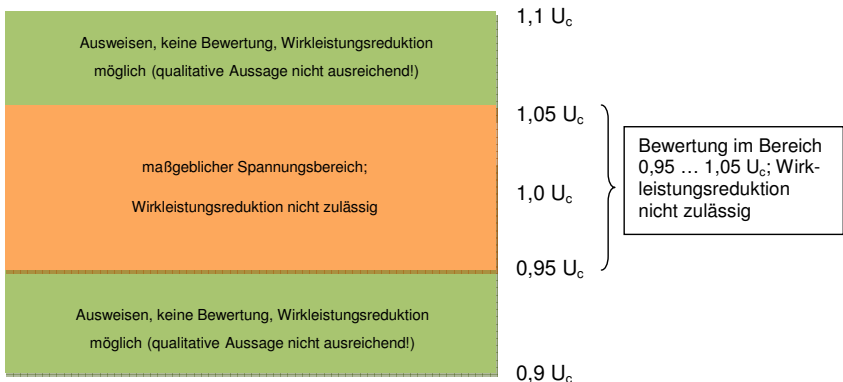 1,1 Uc
Ausweisen, keine Bewertung, Wirkleistungsreduktion
möglich (qualitative Aussage nicht ausreichend!)
1,05 Uc
maßgeblicher Spannungsbereich;
Wirkleistungsreduktion nicht zulässig
1,0 Uc
Bewertung im Bereich
0,95 … 1,05 Uc; Wirk-
leistungsreduktion
nicht zulässig
0,95 Uc
Ausweisen, keine Bewertung, Wirkleistungsreduktion
möglich (qualitative Aussage nicht ausreichend!)
0,9 Uc